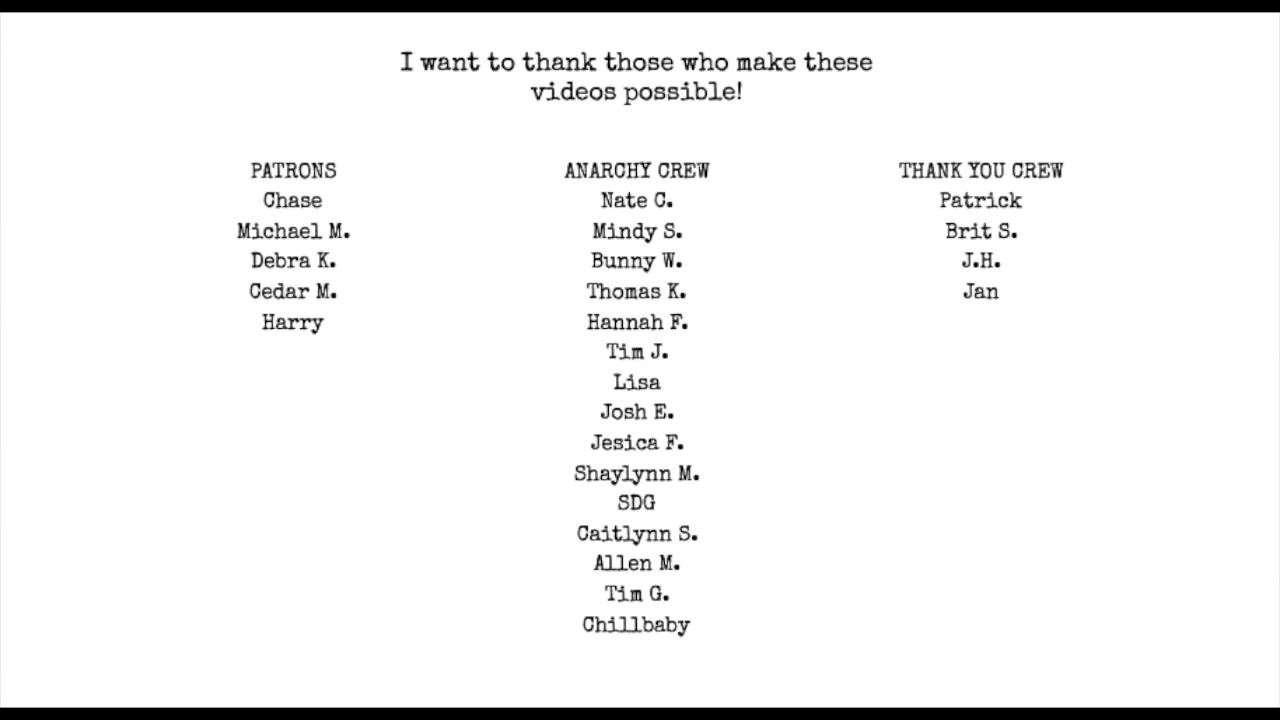 I want to thank those who make these
videos possible!
PATRONS
Chase
Michael M.
Debra K.
Cedar M.
Harry
ANARCHY CREW
Nate C.
Mindy S.
Bunny W.
Thomas K.
Hannah F.
Tim J.
Lisa
Josh E.
Jesica F.
Shaylynn M.
SDG
Caitlynn S.
Allen M.
Tim G.
Chillbaby
THANK YOU CREW
Patrick
Brit S.
J.H.
Jan